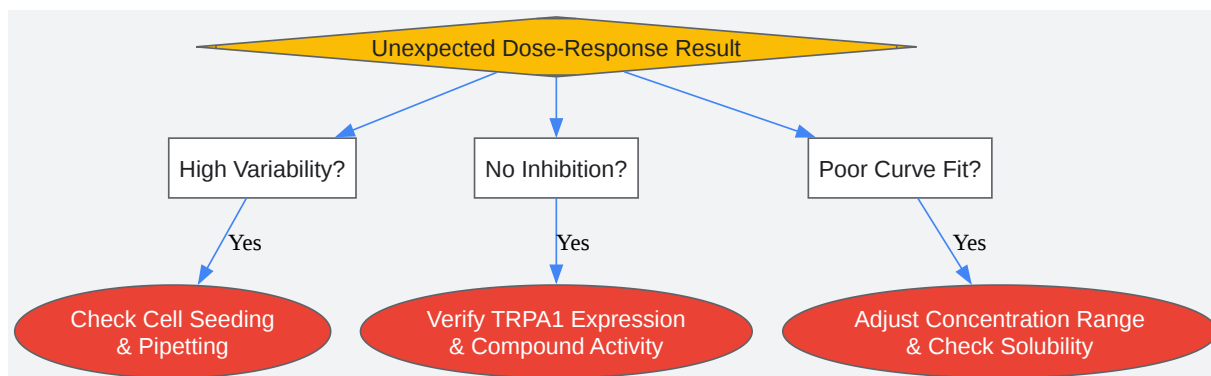 Unexpected Dose-Response Result
High Variability?
No Inhibition?
Poor Curve Fit?
Yes
Yes
Yes
Check Cell Seeding
& Pipetting
Verify TRPA1 Expression
& Compound Activity
Adjust Concentration Range
& Check Solubility